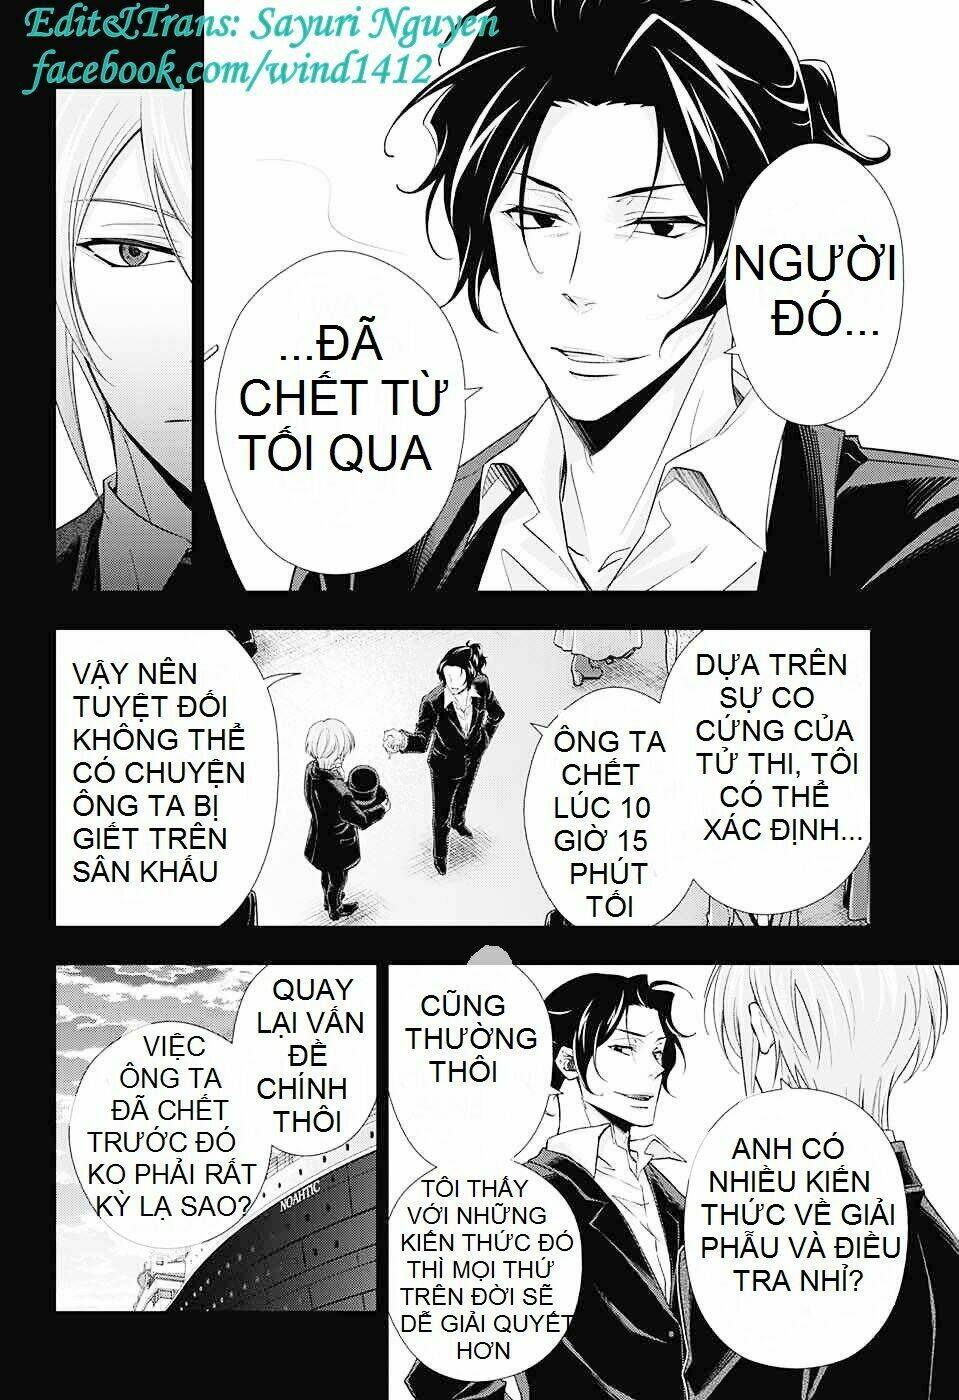 Edit&Trans: Sayuri Nguyen
facebook.com/wind1412
NGƯỜI
ĐÓ...
...ĐÃ
CHẾT TỪ
TỐI QUA
DỰA TRÊN
SỰ CO
CỨNG CỦA
TỬ THI, TÔI
CÓ THỂ
XÁC ĐỊNH...
ÔNG TA
CHẾT
LÚC 10
GIỜ 15
PHÚT
TỐI
VẬY NÊN
TUYỆT ĐỐI
KHÔNG THỂ
CÓ CHUYỆN
ÔNG TA BỊ
GIẾT TRÊN
SÂN KHẤU
ANH CÓ
NHIỀU KIẾN
THỨC VỀ GIẢI
PHẪU VÀ ĐIỀU
TRA NHỈ?
CŨNG
THƯỜNG
THÔI
TÔI THẤY
VỚI NHỮNG
KIẾN THỨC ĐÓ
THÌ MỌI THỨ
TRÊN ĐỜI SẼ
DỄ GIẢI QUYẾT
HƠN
QUAY
LẠI VẤN
ĐỀ
CHÍNH
THÔI
VIỆC
ÔNG TA
ĐÃ CHẾT
TRƯỚC ĐÓ
KO PHẢI RẤT
KỲ LẠ SAO?
NOAHTIC